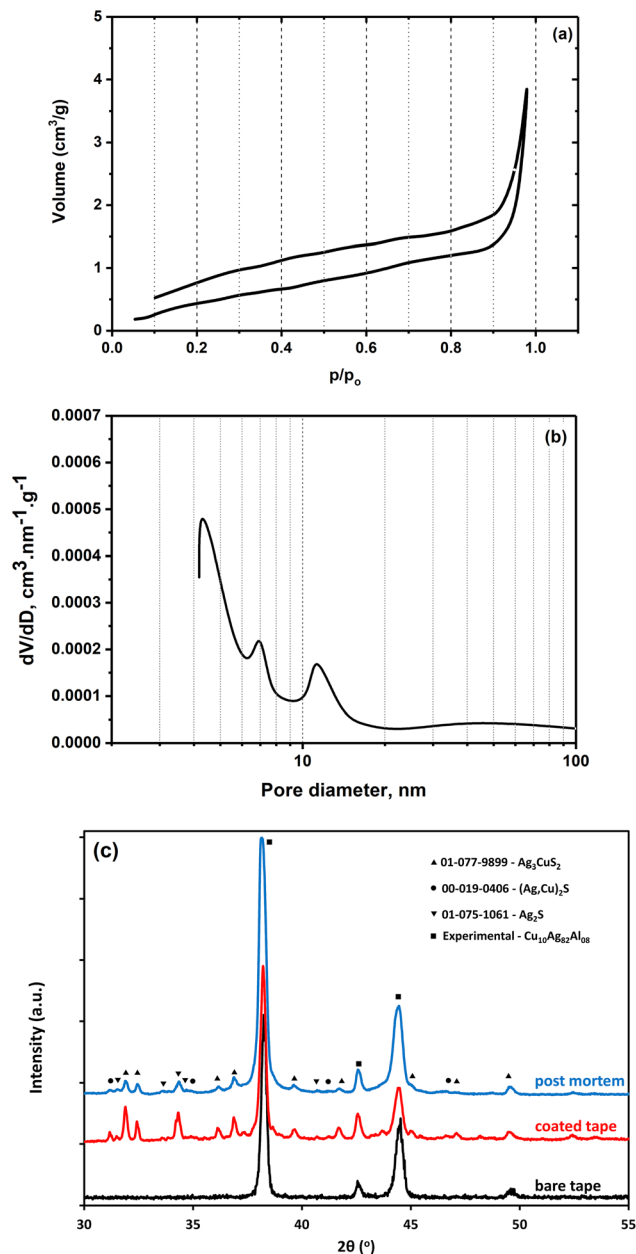 (a)
Volume (cm³/g)
5
4
3
2
1
0
0.2 0.4 0.6 0.8 1.0
p/pₒ
(b)
dV/dD, cm³.nm⁻¹.g⁻¹
0.0007
0.0006
0.0005
0.0004
0.0003
0.0002
0.0001
0.0000
10 100
Pore diameter, nm
(c)
▲ 01-077-9899 - Ag₃CuS₂
● 00-019-0406 - (Ag,Cu)₂S
▼ 01-075-1061 - Ag₂S
■ Experimental - Cu₁₀Ag₈₂Al₀₈
Intensity (a.u.)
post mortem
coated tape
bare tape
30 35 40 45 50 55
2θ (º)